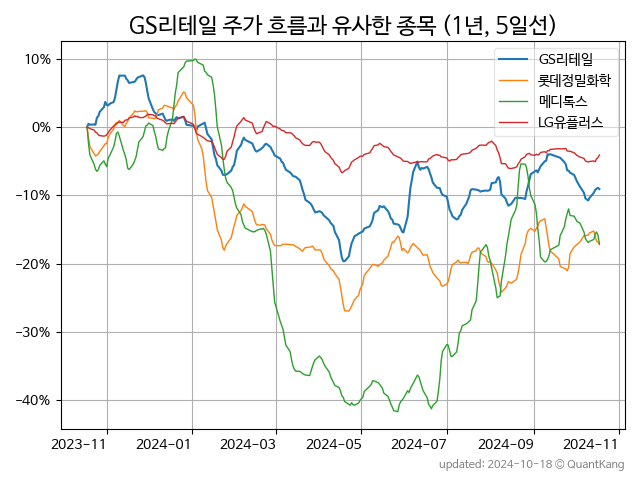 GS리테일 주가 흐름과 유사한 종목 (1년, 5일선)
GS리테일
롯데정밀화학
메디톡스
LG유플러스
10%
0%
−10%
−20%
−30%
−40%
2023-11
2024-01
2024-03
2024-05
2024-07
2024-09
2024-11
updated: 2024-10-18 © QuantKang